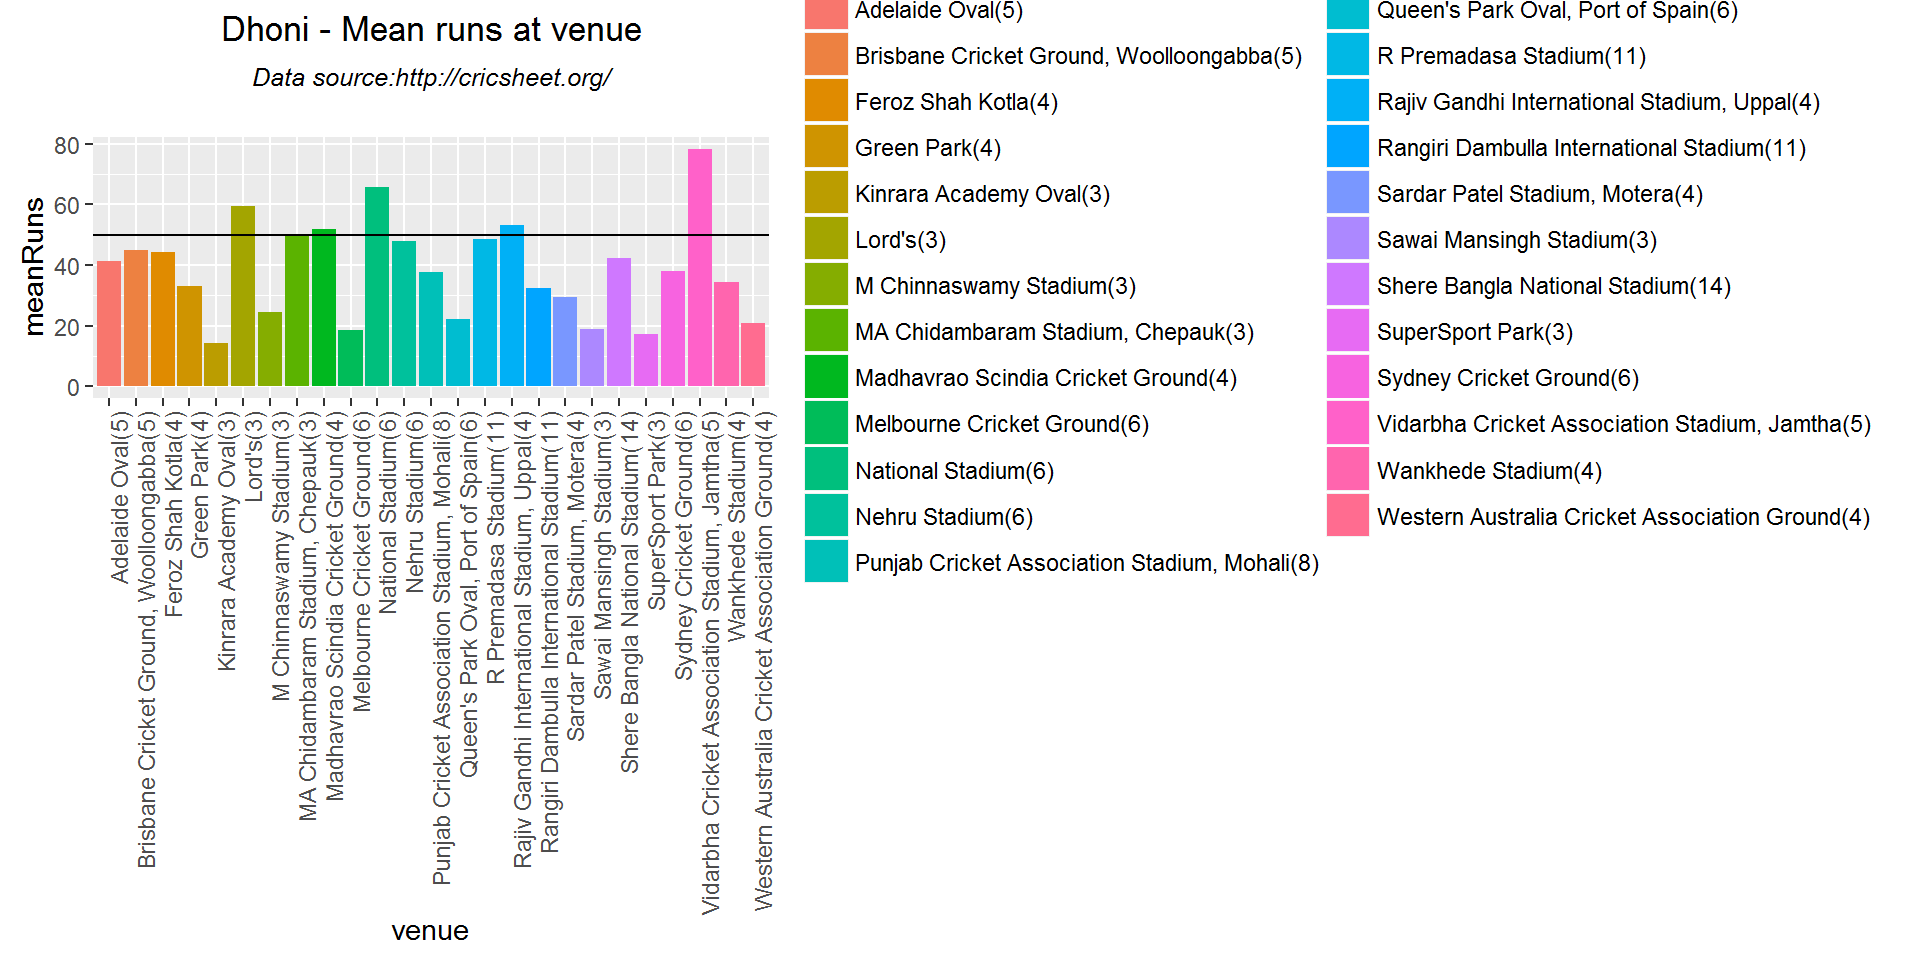 Dhoni - Mean runs at venue
Data source:http://cricsheet.org/
meanRuns
80
60
40
20
0
Adelaide Oval(5)
Brisbane Cricket Ground, Woolloongabba(5)
Feroz Shah Kotla(4)
Green Park(4)
Kinrara Academy Oval(3)
Lord's(3)
M Chinnaswamy Stadium(3)
MA Chidambaram Stadium, Chepauk(3)
Madhavrao Scindia Cricket Ground(4)
Melbourne Cricket Ground(6)
National Stadium(6)
Nehru Stadium(6)
Punjab Cricket Association Stadium, Mohali(8)
Queen's Park Oval, Port of Spain(6)
R Premadasa Stadium(11)
Rajiv Gandhi International Stadium, Uppal(4)
Rangiri Dambulla International Stadium(11)
Sardar Patel Stadium, Motera(4)
Sawai Mansingh Stadium(3)
Shere Bangla National Stadium(14)
SuperSport Park(3)
Sydney Cricket Ground(6)
Vidarbha Cricket Association Stadium, Jamtha(5)
Wankhede Stadium(4)
Western Australia Cricket Association Ground(4)
venue
Adelaide Oval(5)
Brisbane Cricket Ground, Woolloongabba(5)
Feroz Shah Kotla(4)
Green Park(4)
Kinrara Academy Oval(3)
Lord's(3)
M Chinnaswamy Stadium(3)
MA Chidambaram Stadium, Chepauk(3)
Madhavrao Scindia Cricket Ground(4)
Melbourne Cricket Ground(6)
National Stadium(6)
Nehru Stadium(6)
Punjab Cricket Association Stadium, Mohali(8)
Queen's Park Oval, Port of Spain(6)
R Premadasa Stadium(11)
Rajiv Gandhi International Stadium, Uppal(4)
Rangiri Dambulla International Stadium(11)
Sardar Patel Stadium, Motera(4)
Sawai Mansingh Stadium(3)
Shere Bangla National Stadium(14)
SuperSport Park(3)
Sydney Cricket Ground(6)
Vidarbha Cricket Association Stadium, Jamtha(5)
Wankhede Stadium(4)
Western Australia Cricket Association Ground(4)